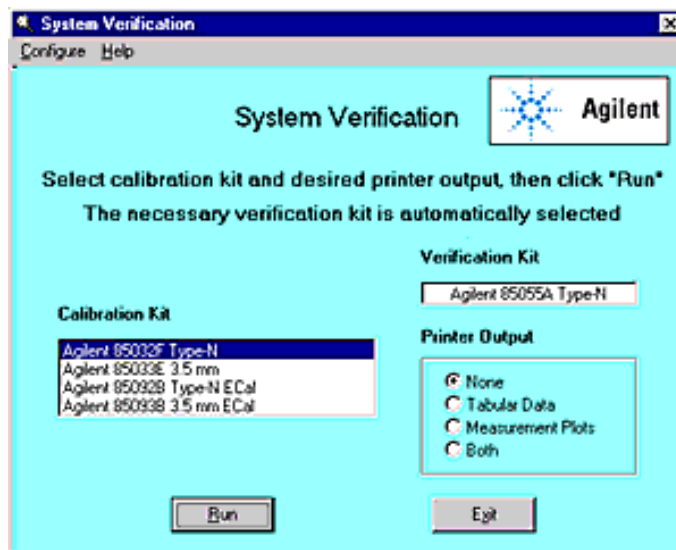 System Verification
Configure Help
System Verification
Agilent
Select calibration kit and desired printer output, then click "Run"
The necessary verification kit is automatically selected
Verification Kit
Agilent 85055A Type-N
Calibration Kit
Agilent 85032F Type-N
Agilent 85033E 3.5 mm
Agilent 85092B Type-N ECal
Agilent 85093B 3.5 mm ECal
Printer Output
None
Tabular Data
Measurement Plots
Both
Run
Exit